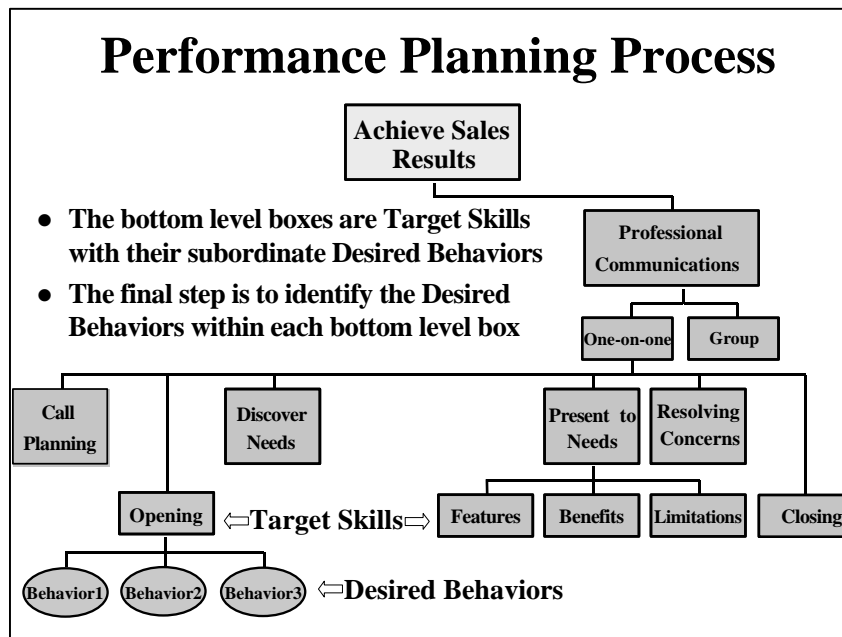 Performance Planning Process
Achieve Sales
Results
● The bottom level boxes are Target Skills
with their subordinate Desired Behaviors
● The final step is to identify the Desired
Behaviors within each bottom level box
Professional
Communications
One-on-one
Group
Call
Planning
Discover
Needs
Present to
Needs
Resolving
Concerns
Opening
⇦Target Skills⇨
Features
Benefits
Limitations
Closing
Behavior1
Behavior2
Behavior3
⇦Desired Behaviors